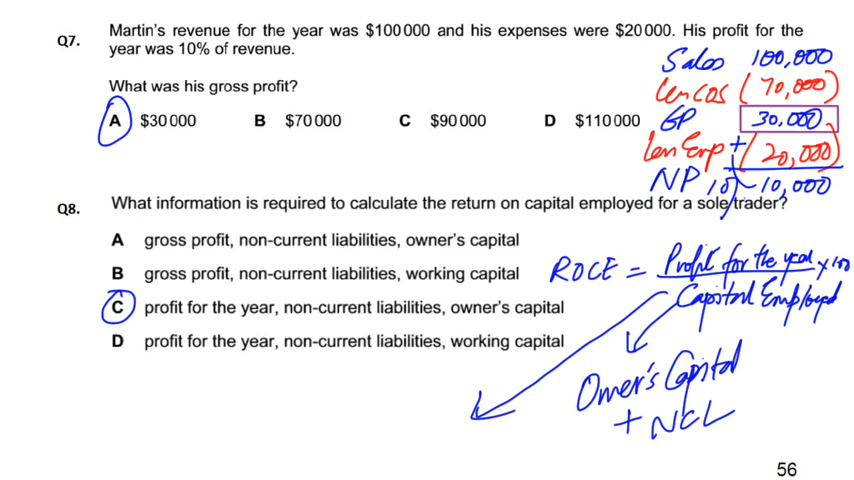 Q7. Martin's revenue for the year was $100 000 and his expenses were $20 000. His profit for the
year was 10% of revenue.
What was his gross profit?
A $30 000 B $70 000 C $90 000 D $110 000
Sales 100,000
Less COS (70,000)
GP 30,000
Less Exp + (20,000)
NP 10% 10,000
Q8. What information is required to calculate the return on capital employed for a sole trader?
A gross profit, non-current liabilities, owner's capital
B gross profit, non-current liabilities, working capital
C profit for the year, non-current liabilities, owner's capital
D profit for the year, non-current liabilities, working capital
ROCE = Profit for the year x 100
Capital Employed
Owner's Capital
+ NCL
56